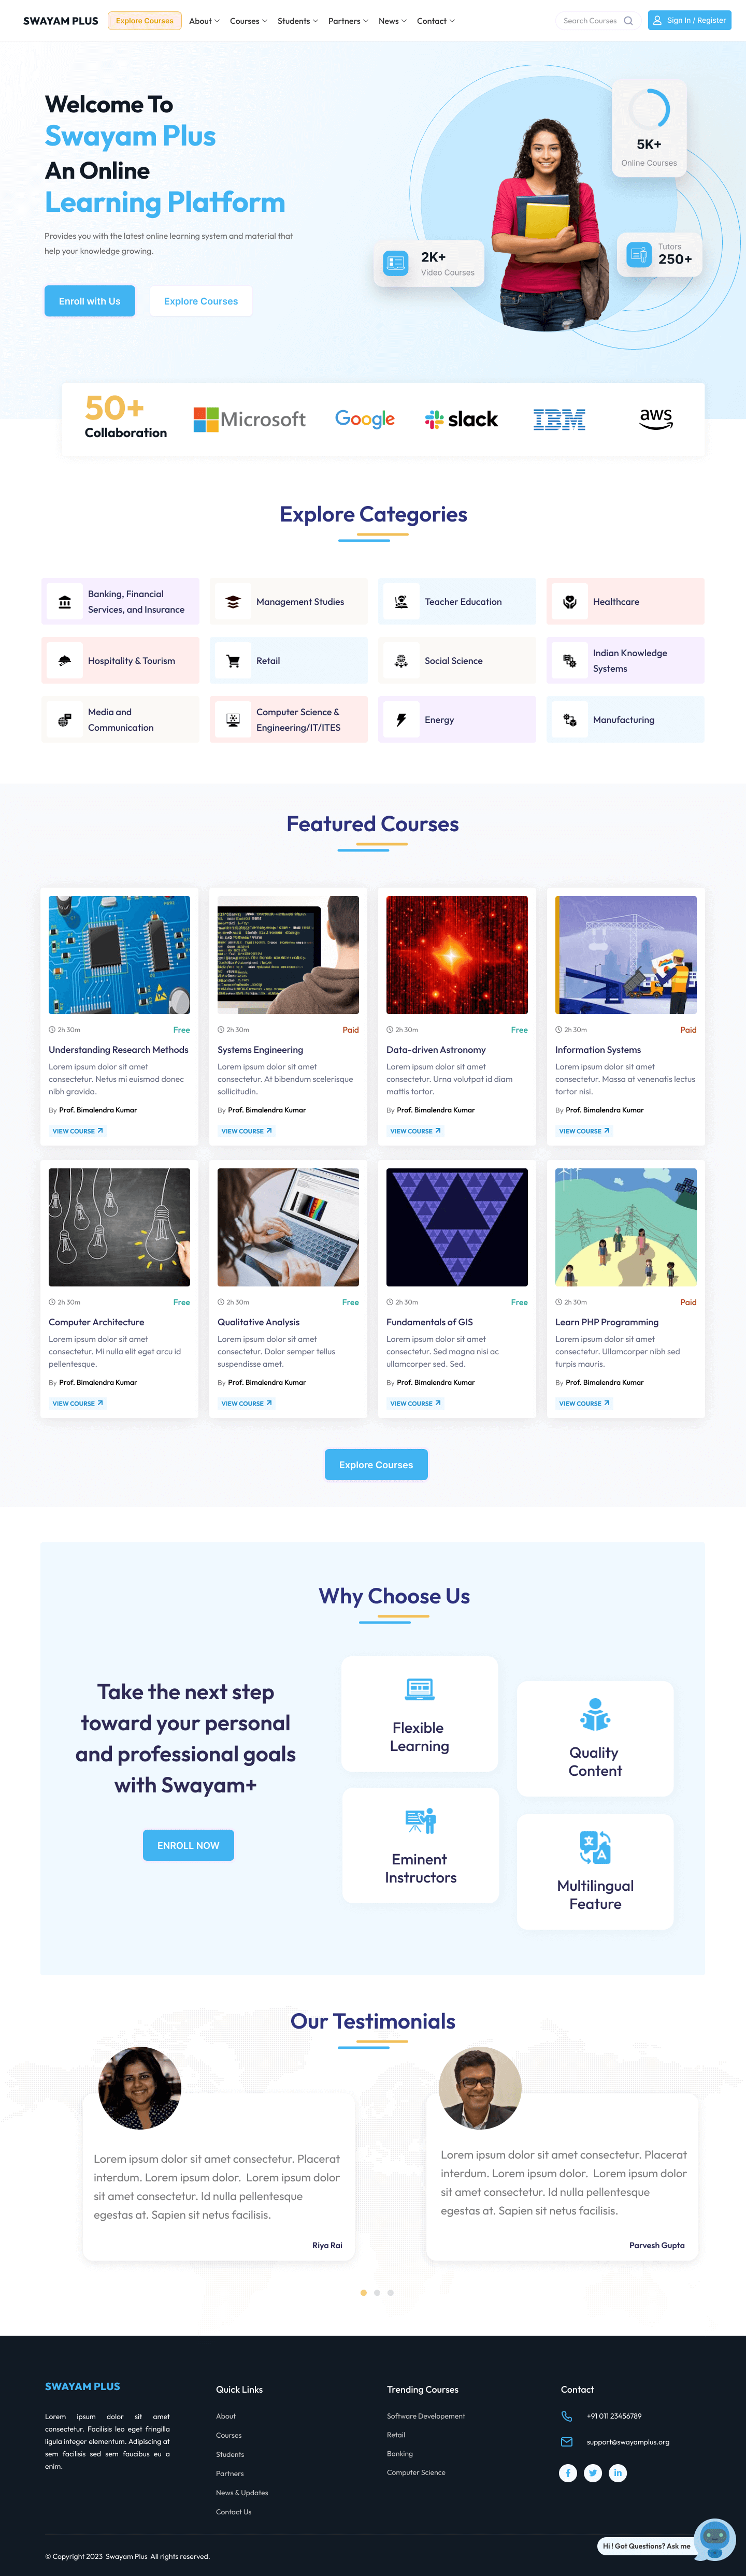 SWAYAM PLUS
Explore Courses
About
Courses
Students
Partners
News
Contact
Search Courses
Sign In / Register
Welcome To
Swayam Plus
An Online
Learning Platform
Provides you with the latest online learning system and material that
help your knowledge growing.
Enroll with Us
Explore Courses
5K+
Online Courses
2K+
Video Courses
Tutors
250+
50+
Collaboration
Microsoft
Google
slack
IBM
aws
Explore Categories
Banking, Financial
Services, and Insurance
Management Studies
Teacher Education
Healthcare
Hospitality & Tourism
Retail
Social Science
Indian Knowledge
Systems
Media and
Communication
Computer Science &
Engineering/IT/ITES
Energy
Manufacturing
Featured Courses
2h 30m
Free
Understanding Research Methods
Lorem ipsum dolor sit amet
consectetur. Netus mi euismod donec
nibh gravida.
By Prof. Bimalendra Kumar
VIEW COURSE
2h 30m
Paid
Systems Engineering
Lorem ipsum dolor sit amet
consectetur. At bibendum scelerisque
sollicitudin.
By Prof. Bimalendra Kumar
VIEW COURSE
2h 30m
Free
Data-driven Astronomy
Lorem ipsum dolor sit amet
consectetur. Urna volutpat id diam
mattis tortor.
By Prof. Bimalendra Kumar
VIEW COURSE
2h 30m
Paid
Information Systems
Lorem ipsum dolor sit amet
consectetur. Massa at venenatis lectus
tortor nisi.
By Prof. Bimalendra Kumar
VIEW COURSE
2h 30m
Free
Computer Architecture
Lorem ipsum dolor sit amet
consectetur. Mi nulla elit eget arcu id
pellentesque.
By Prof. Bimalendra Kumar
VIEW COURSE
2h 30m
Free
Qualitative Analysis
Lorem ipsum dolor sit amet
consectetur. Dolor semper tellus
suspendisse amet.
By Prof. Bimalendra Kumar
VIEW COURSE
2h 30m
Free
Fundamentals of GIS
Lorem ipsum dolor sit amet
consectetur. Sed magna nisi ac
ullamcorper sed. Sed.
By Prof. Bimalendra Kumar
VIEW COURSE
2h 30m
Paid
Learn PHP Programming
Lorem ipsum dolor sit amet
consectetur. Ullamcorper nibh sed
turpis mauris.
By Prof. Bimalendra Kumar
VIEW COURSE
Explore Courses
Why Choose Us
Take the next step
toward your personal
and professional goals
with Swayam+
ENROLL NOW
Flexible
Learning
Quality
Content
Eminent
Instructors
Multilingual
Feature
Our Testimonials
Lorem ipsum dolor sit amet consectetur. Placerat
interdum. Lorem ipsum dolor. Lorem ipsum dolor
sit amet consectetur. Id nulla pellentesque
egestas at. Sapien sit netus facilisis.
Riya Rai
Lorem ipsum dolor sit amet consectetur. Placerat
interdum. Lorem ipsum dolor. Lorem ipsum dolor
sit amet consectetur. Id nulla pellentesque
egestas at. Sapien sit netus facilisis.
Parvesh Gupta
SWAYAM PLUS
Lorem ipsum dolor sit amet
consectetur. Facilisis leo eget fringilla
ligula integer elementum. Adipiscing at
sem facilisis sed sem faucibus eu a
enim.
Quick Links
About
Courses
Students
Partners
News & Updates
Contact Us
Trending Courses
Software Developement
Retail
Banking
Computer Science
Contact
+91 011 23456789
support@swayamplus.org
Hi ! Got Questions? Ask me
© Copyright 2023 Swayam Plus All rights reserved.